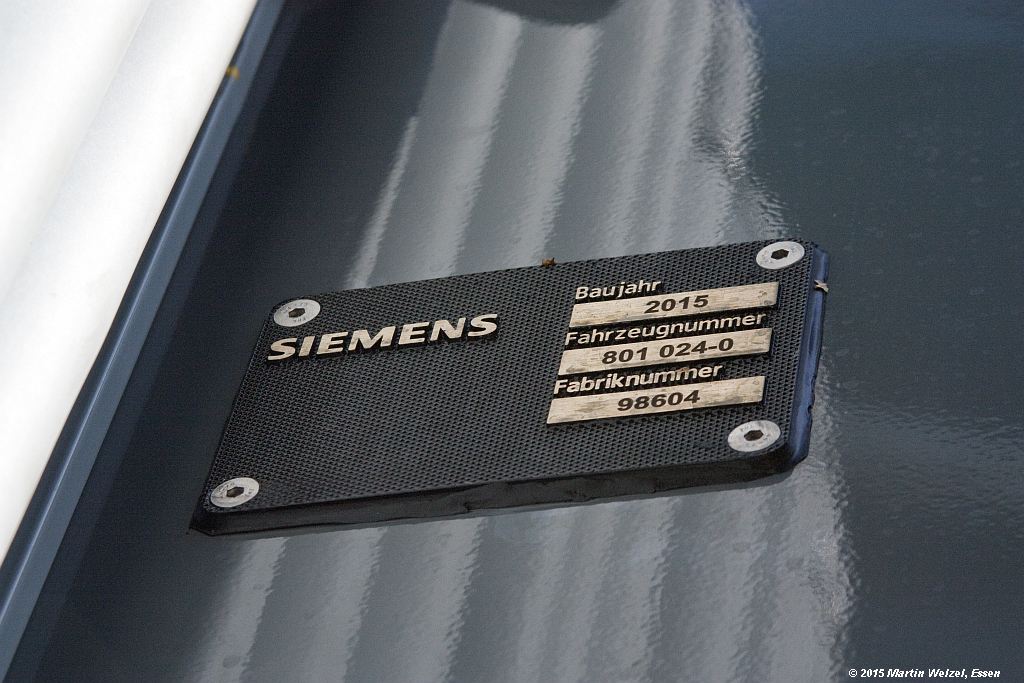 SIEMENS
Baujahr
2015
Fahrzeugnummer
801 024-0
Fabriknummer
98604
© 2015 Martin Welzel, Essen